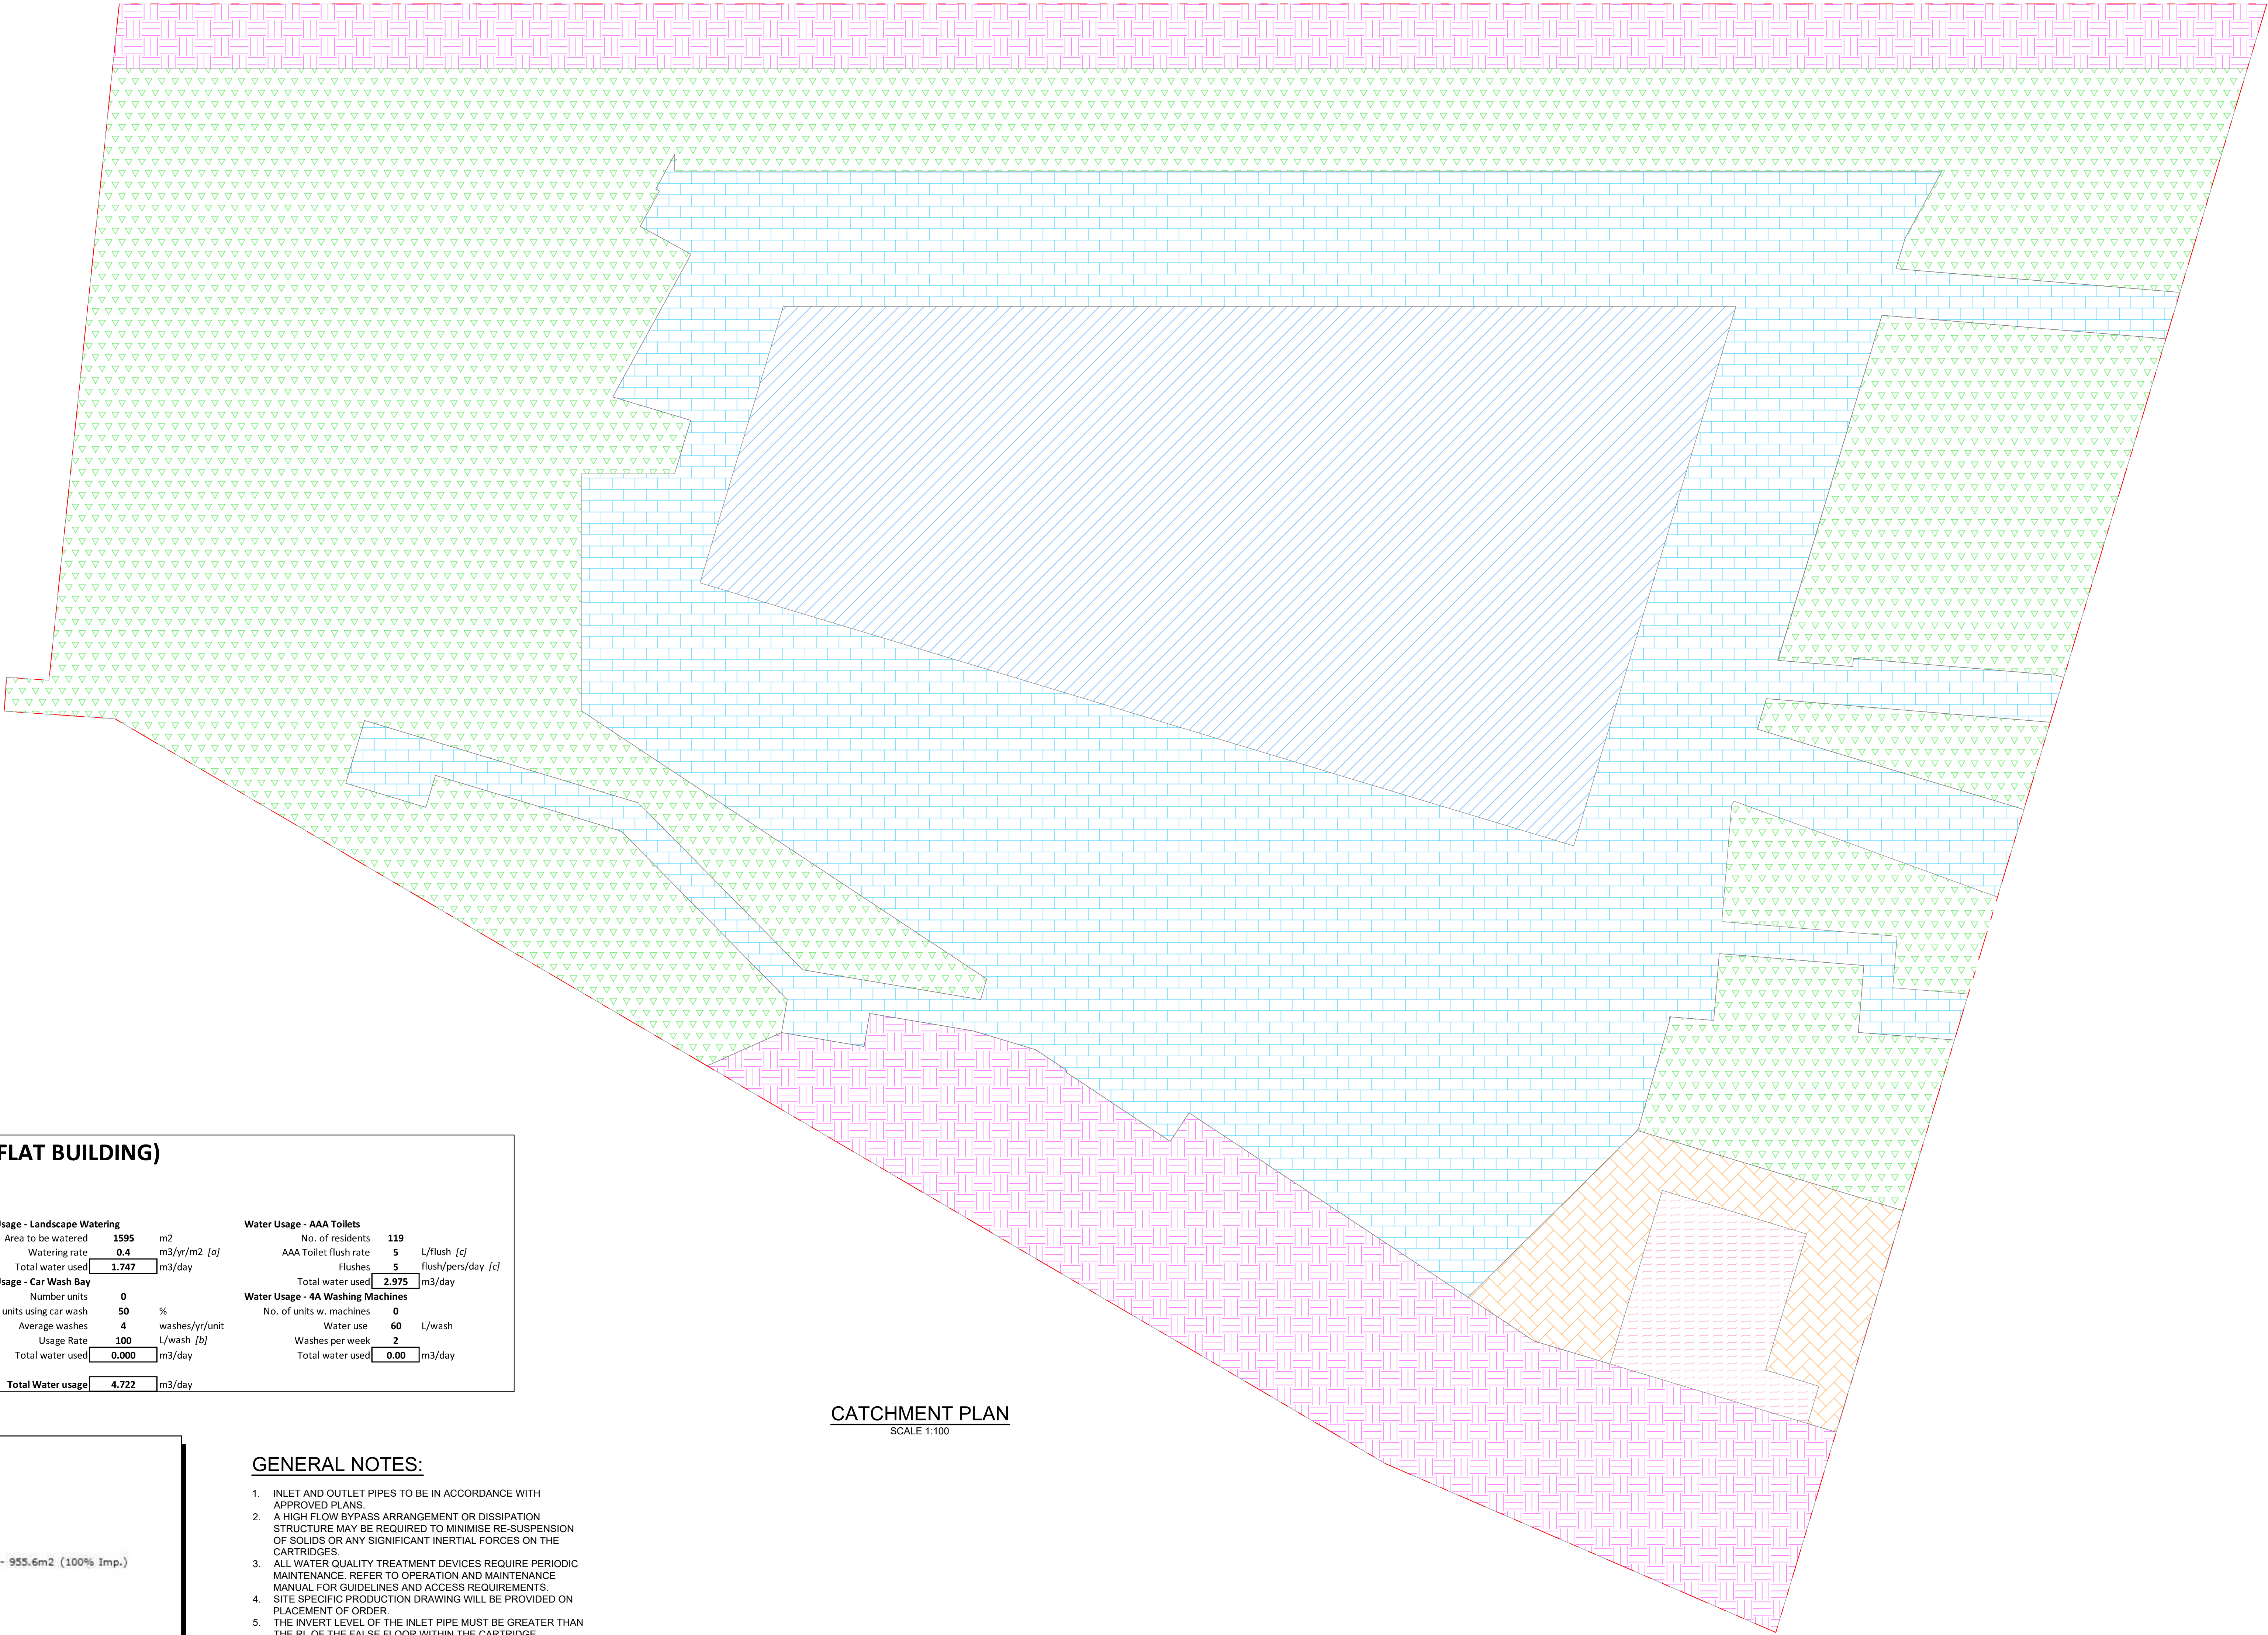 FLAT BUILDING)
Usage - Landscape Watering
Area to be watered 1595 m2
Watering rate 0.4 m3/yr/m2 [a]
Total water used 1.747 m3/day
Usage - Car Wash Bay
Number units 0
units using car wash 50 %
Average washes 4 washes/yr/unit
Usage Rate 100 L/wash [b]
Total water used 0.000 m3/day
Total Water usage 4.722 m3/day
Water Usage - AAA Toilets
No. of residents 119
AAA Toilet flush rate 5 L/flush [c]
Flushes 5 flush/pers/day [c]
Total water used 2.975 m3/day
Water Usage - 4A Washing Machines
No. of units w. machines 0
Water use 60 L/wash
Washes per week 2
Total water used 0.00 m3/day
CATCHMENT PLAN
SCALE 1:100
- 955.6m2 (100% Imp.)
GENERAL NOTES:
1. INLET AND OUTLET PIPES TO BE IN ACCORDANCE WITH
APPROVED PLANS.
2. A HIGH FLOW BYPASS ARRANGEMENT OR DISSIPATION
STRUCTURE MAY BE REQUIRED TO MINIMISE RE-SUSPENSION
OF SOLIDS OR ANY SIGNIFICANT INERTIAL FORCES ON THE
CARTRIDGES.
3. ALL WATER QUALITY TREATMENT DEVICES REQUIRE PERIODIC
MAINTENANCE. REFER TO OPERATION AND MAINTENANCE
MANUAL FOR GUIDELINES AND ACCESS REQUIREMENTS.
4. SITE SPECIFIC PRODUCTION DRAWING WILL BE PROVIDED ON
PLACEMENT OF ORDER.
5. THE INVERT LEVEL OF THE INLET PIPE MUST BE GREATER THAN
THE RL OF THE FALSE FLOOR WITHIN THE CARTRIDGE